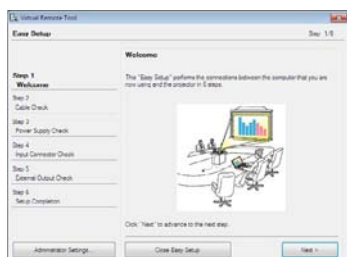 Virtual Remote Tool
Easy Setup
Step 1/6
Step 1
Welcome
Step 2
Cable Check
Step 3
Power Supply Check
Step 4
Input Connector Check
Step 5
External Output Check
Step 6
Setup Completion
Welcome
This "Easy Setup" performs the connections between the computer that you are
now using and the projector in 6 steps.
Click "Next" to advance to the next step.
Administrator Settings...
Close Easy Setup
Next >